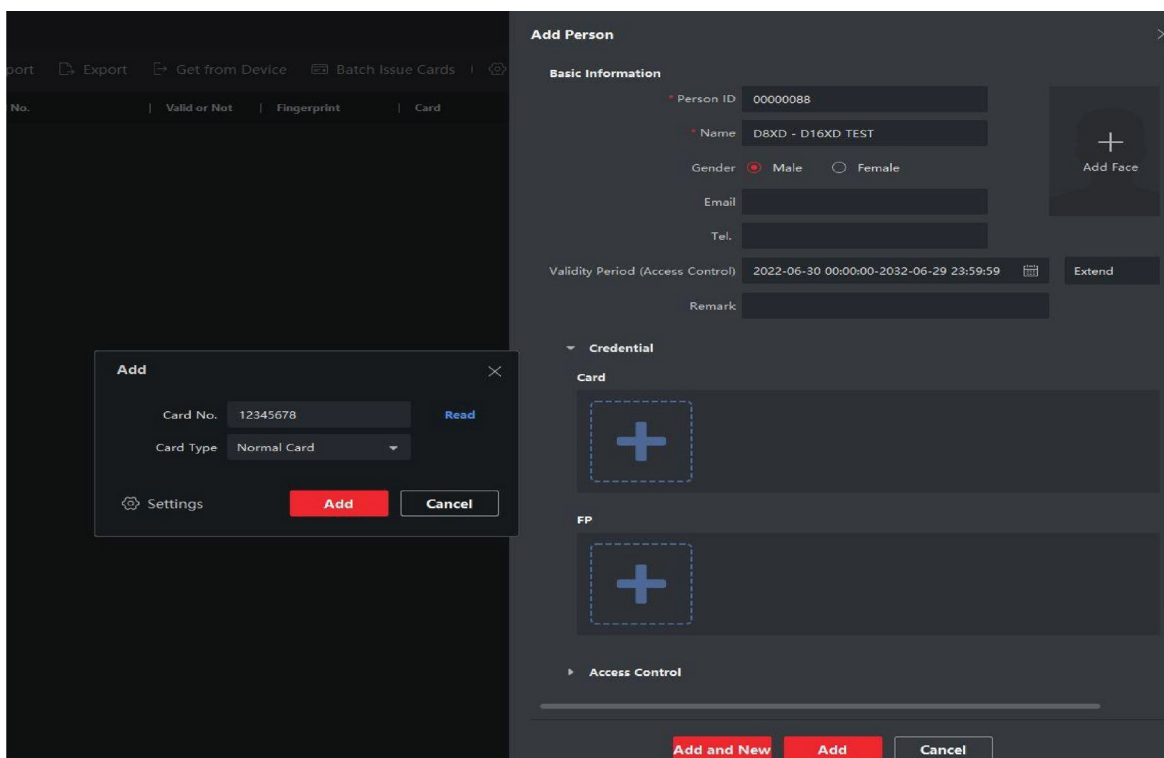 Add Person
port Export Get from Device Batch Issue Cards
No. Valid or Not Fingerprint Card
Basic Information
* Person ID 00000088
* Name D8XD - D16XD TEST
Gender Male Female
Add Face
Email
Tel.
Validity Period (Access Control) 2022-06-30 00:00:00-2032-06-29 23:59:59 Extend
Remark
Credential
Card
FP
Access Control
Add and New Add Cancel
Add
Card No. 12345678 Read
Card Type Normal Card
Settings Add Cancel